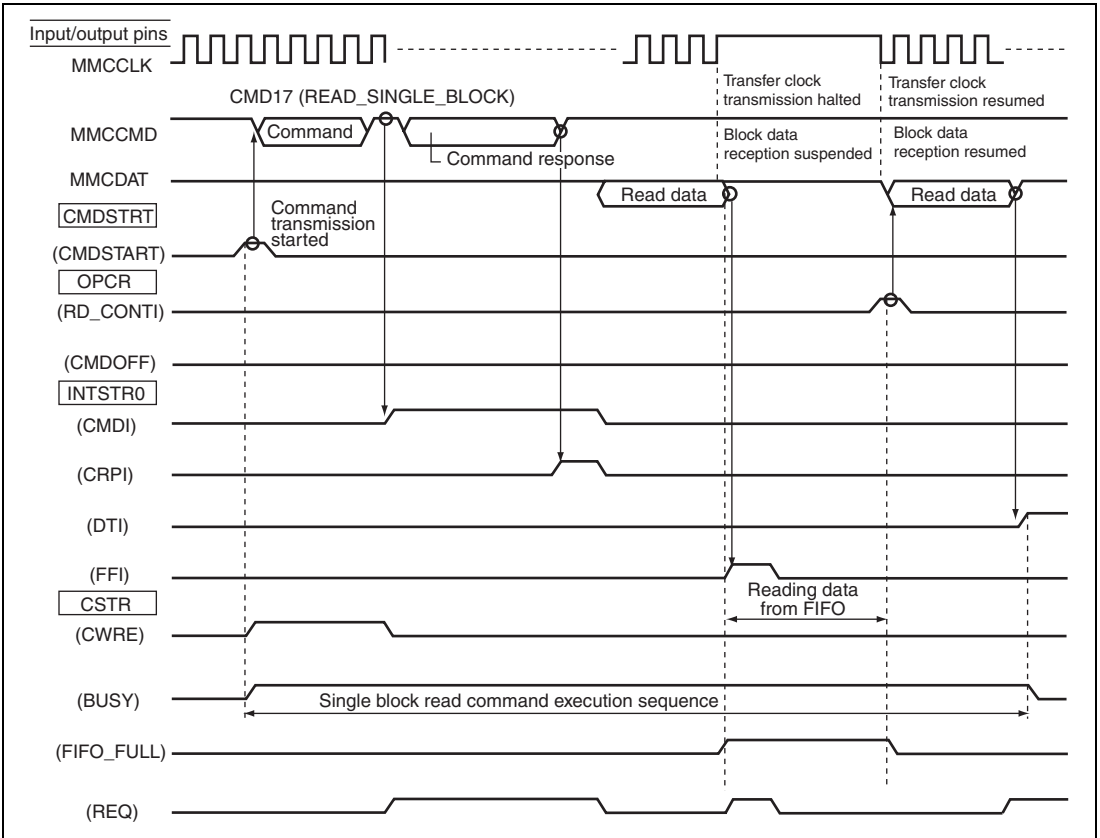 Input/output pins
MMCCLK
Transfer clock
transmission halted
Transfer clock
transmission resumed
CMD17 (READ_SINGLE_BLOCK)
MMCCMD
Command
Command response
Block data
reception suspended
Block data
reception resumed
MMCDAT
Read data
Read data
CMDSTRT
Command
transmission
started
(CMDSTART)
OPCR
(RD_CONTI)
(CMDOFF)
INTSTR0
(CMDI)
(CRPI)
(DTI)
(FFI)
Reading data
from FIFO
CSTR
(CWRE)
(BUSY)
Single block read command execution sequence
(FIFO_FULL)
(REQ)